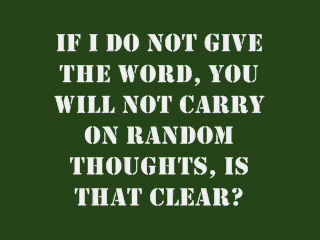 IF I DO NOT GIVE
THE WORD, YOU
WILL NOT CARRY
ON RANDOM
THOUGHTS, IS
THAT CLEAR?